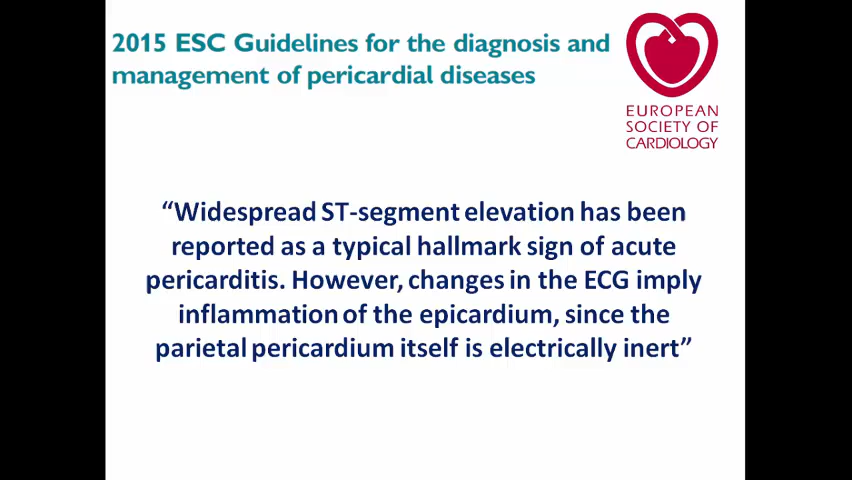 2015 ESC Guidelines for the diagnosis and
management of pericardial diseases
EUROPEAN
SOCIETY OF
CARDIOLOGY
“Widespread ST-segment elevation has been
reported as a typical hallmark sign of acute
pericarditis. However, changes in the ECG imply
inflammation of the epicardium, since the
parietal pericardium itself is electrically inert”